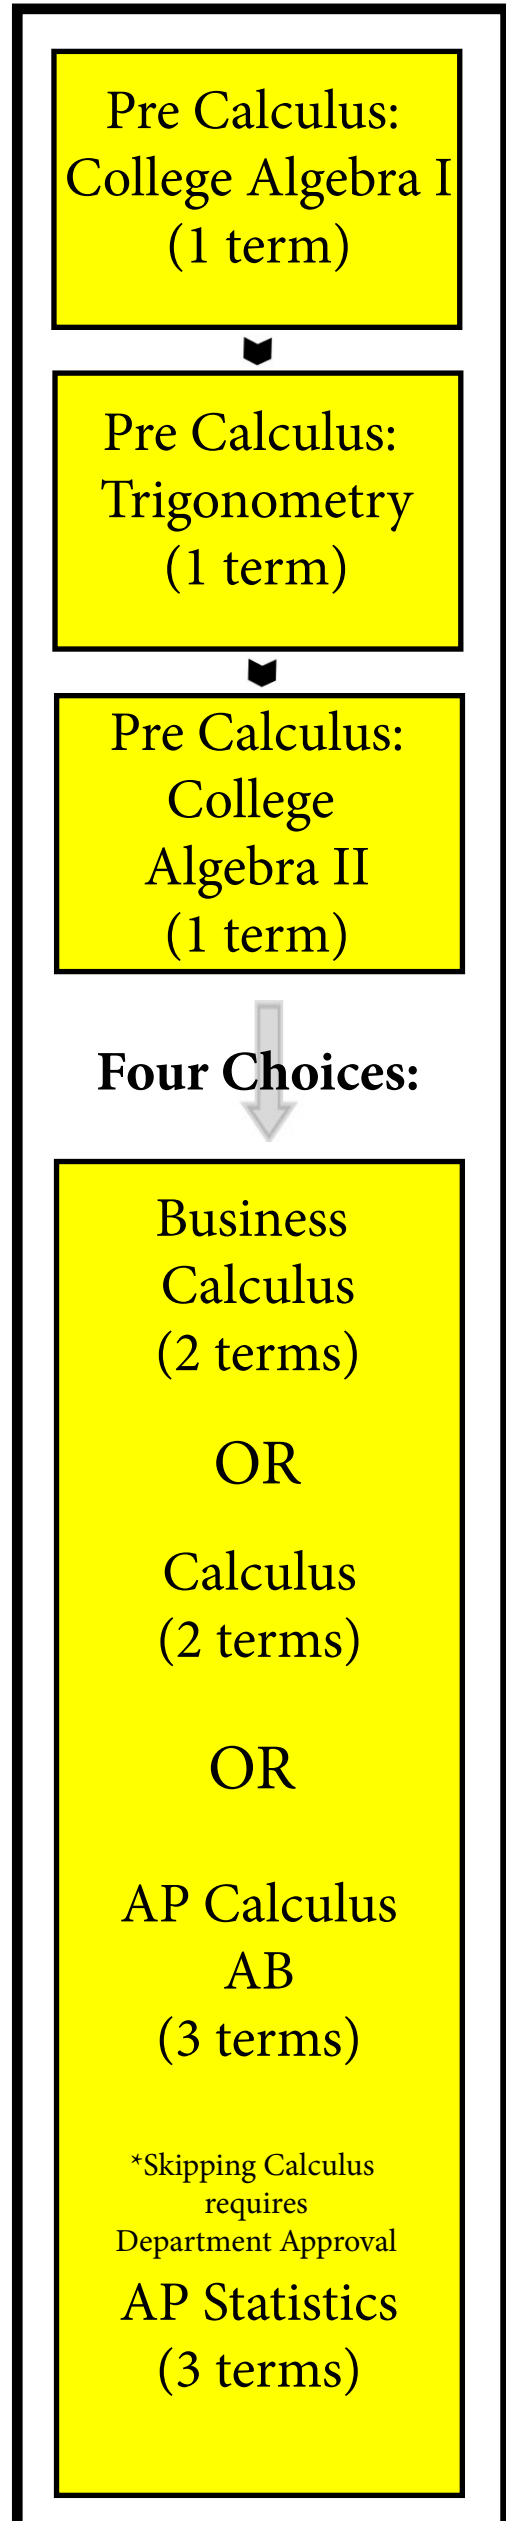 Pre Calculus:
College Algebra I
(1 term)
Pre Calculus:
Trigonometry
(1 term)
Pre Calculus:
College
Algebra II
(1 term)
Four Choices:
Business
Calculus
(2 terms)
OR
Calculus
(2 terms)
OR
AP Calculus
AB
(3 terms)
*Skipping Calculus
requires
Department Approval
AP Statistics
(3 terms)